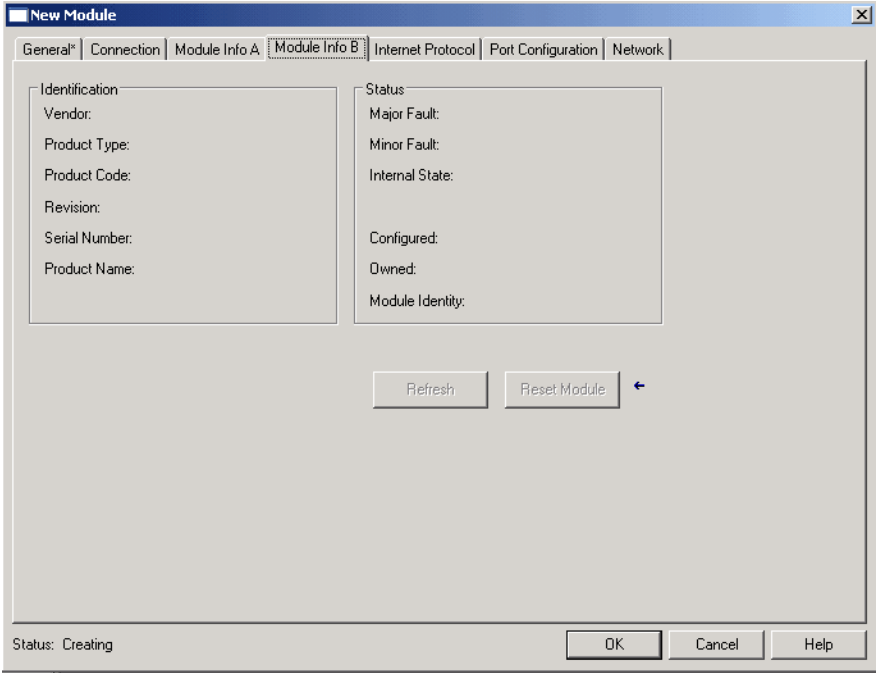 New Module
General* Connection Module Info A Module Info B Internet Protocol Port Configuration Network
Identification
Vendor:
Product Type:
Product Code:
Revision:
Serial Number:
Product Name:
Status
Major Fault:
Minor Fault:
Internal State:
Configured:
Owned:
Module Identity:
Refresh Reset Module
Status: Creating OK Cancel Help